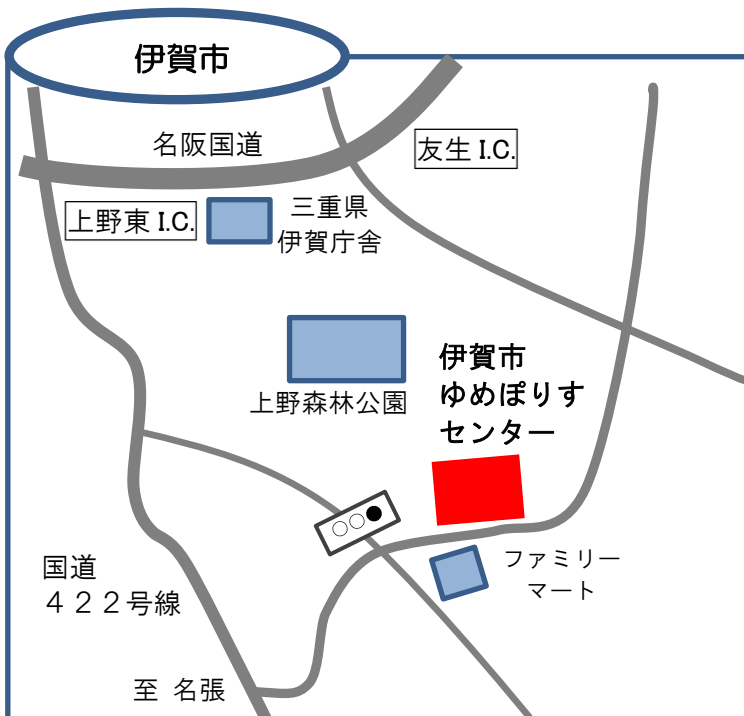 伊賀市
名阪国道
友生 I.C.
上野東 I.C.
三重県
伊賀庁舎
上野森林公園
伊賀市
ゆめぽりす
センター
ファミリー
マート
国道
４２２号線
至 名張